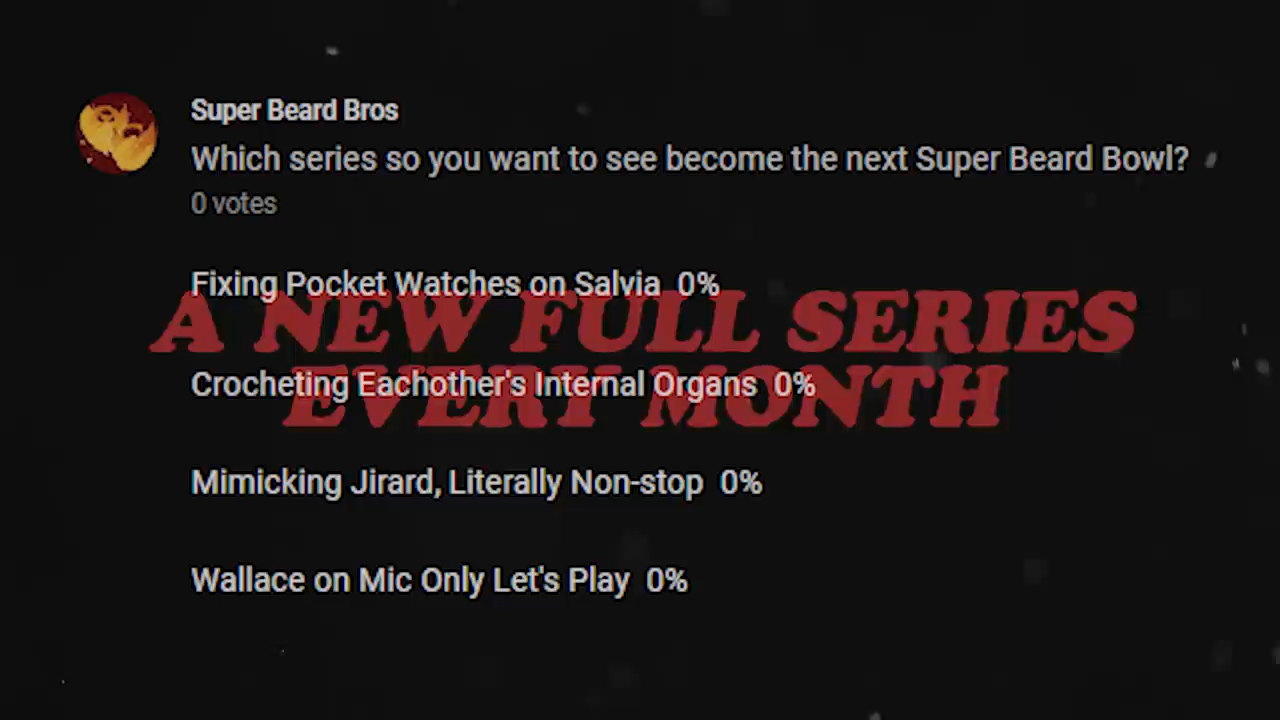 Super Beard Bros
Which series so you want to see become the next Super Beard Bowl?
0 votes
Fixing Pocket Watches on Salvia 0%
A NEW FULL SERIES
Crocheting Eachother's Internal Organs 0%
EVERY MONTH
Mimicking Jirard, Literally Non-stop 0%
Wallace on Mic Only Let's Play 0%